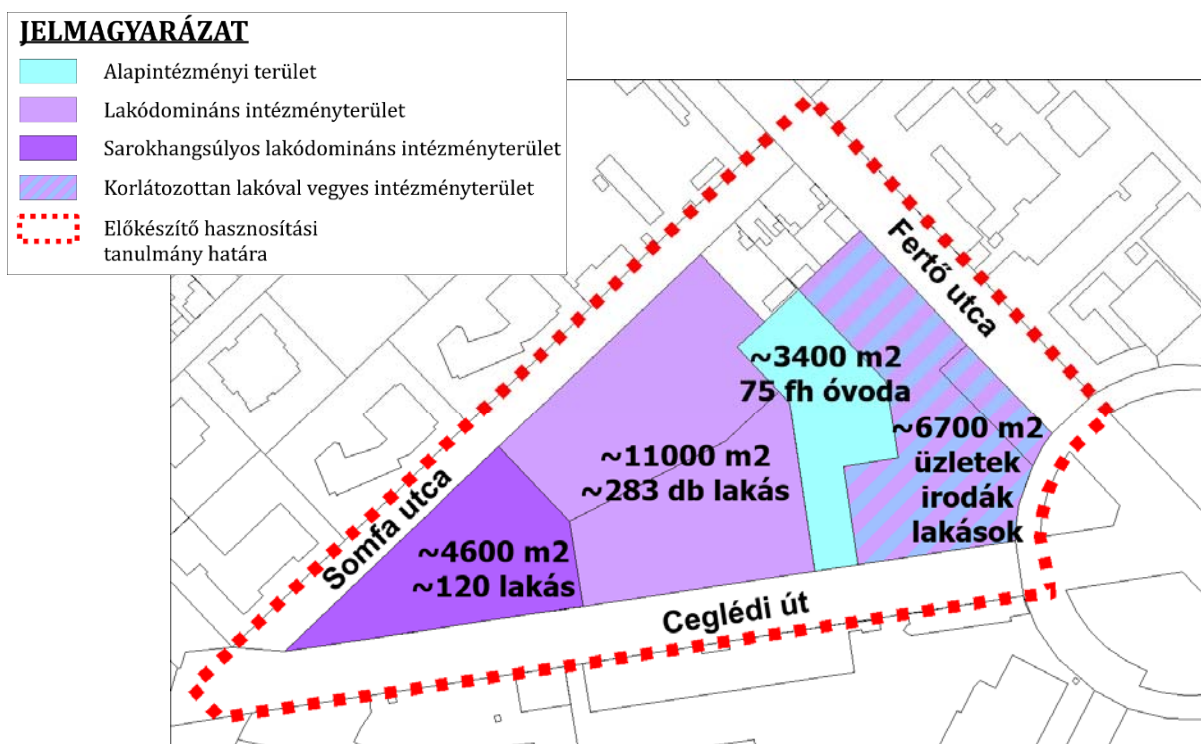 JELMAGYARÁZAT
Alapintézményi terület
Lakódomináns intézményterület
Sarokhangsúlyos lakódomináns intézményterület
Korlátozottan lakóval vegyes intézményterület
Előkészítő hasznosítási
tanulmány határa
Fertő utca
~3400 m2
75 fh óvoda
~6700 m2
üzletek
irodák
lakások
~11000 m2
~283 db lakás
Somfa utca
~4600 m2
~120 lakás
Ceglédi út